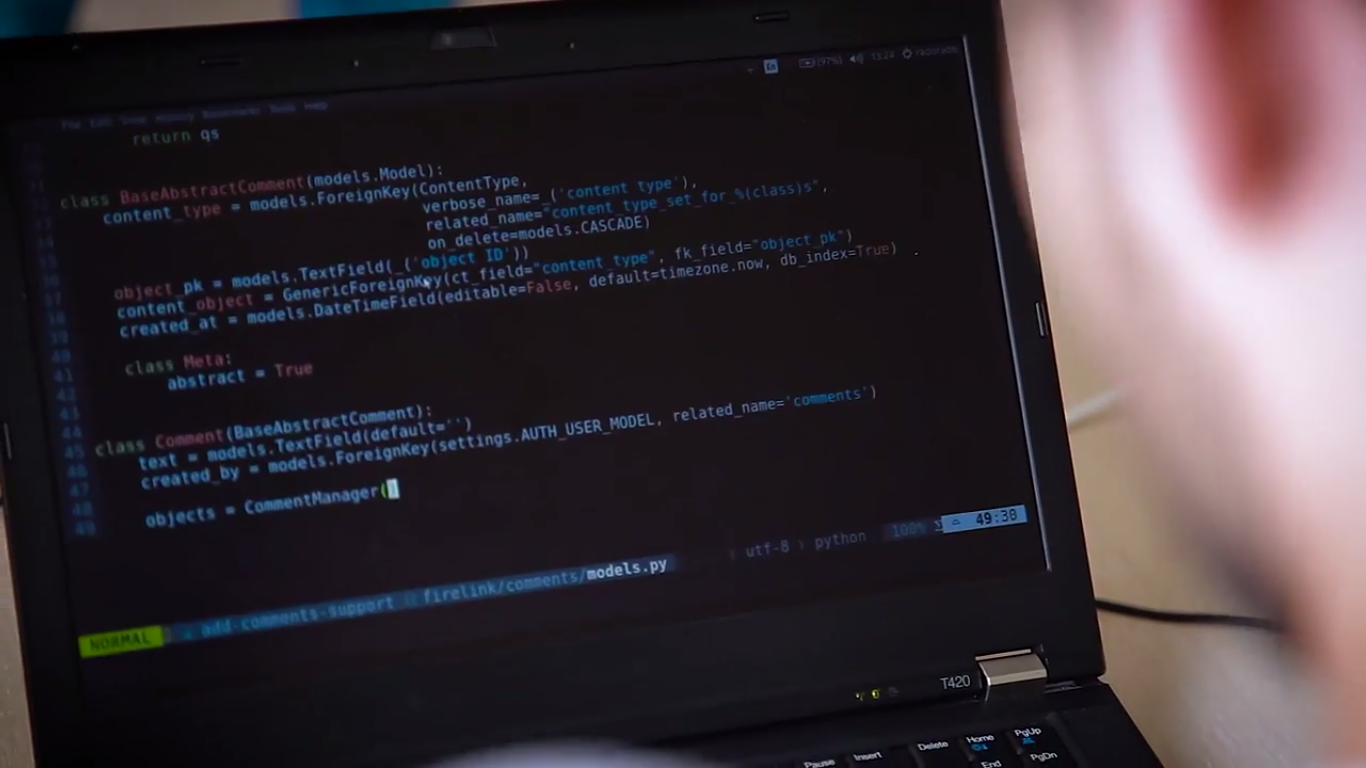 (97%) 13:24
return qs
class BaseAbstractComment(models.Model):
content_type = models.ForeignKey(ContentType,
verbose_name=_('content type'),
related_name="content_type_set_for_%(class)s",
on_delete=models.CASCADE)
object_pk = models.TextField(_('object ID'))
content_object = GenericForeignKey(ct_field="content_type", fk_field="object_pk")
created_at = models.DateTimeField(editable=False, default=timezone.now, db_index=True)
class Meta:
abstract = True
class Comment(BaseAbstractComment):
text = models.TextField(default='')
created_by = models.ForeignKey(settings.AUTH_USER_MODEL, related_name='comments')
objects = CommentManager()
NORMAL add-comments-support firelink/comments/models.py utf-8 python 100% 49:30
T420
Pause Insert Delete Home PgUp
End PgDn